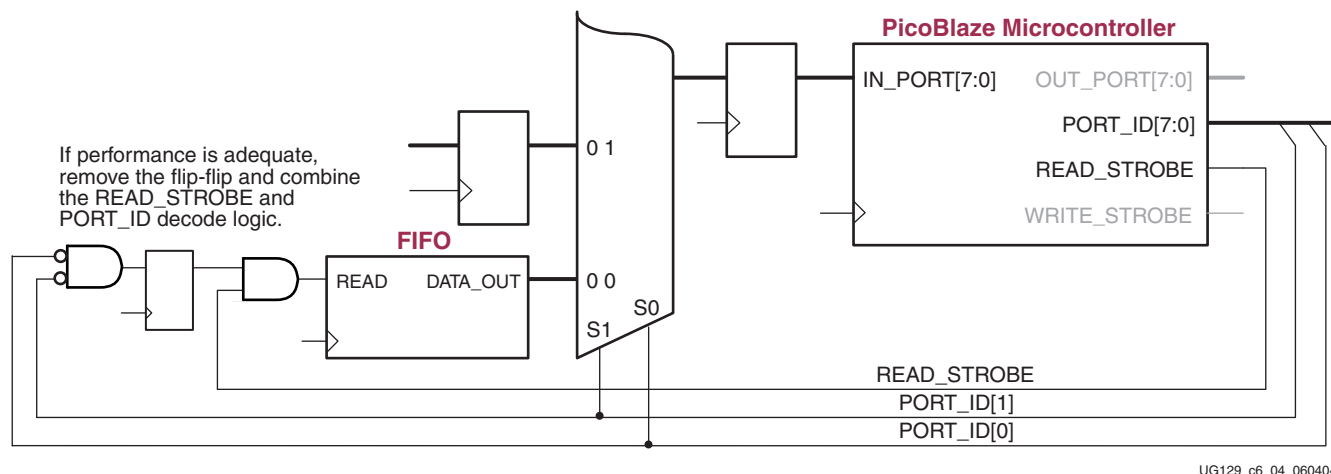 PicoBlaze Microcontroller
IN_PORT[7:0]
OUT_PORT[7:0]
PORT_ID[7:0]
READ_STROBE
WRITE_STROBE
0 1
If performance is adequate,
remove the flip-flip and combine
the READ_STROBE and
PORT_ID decode logic.
FIFO
READ
DATA_OUT
0 0
S0
S1
READ_STROBE
PORT_ID[1]
PORT_ID[0]
UG129_c6_04_060404